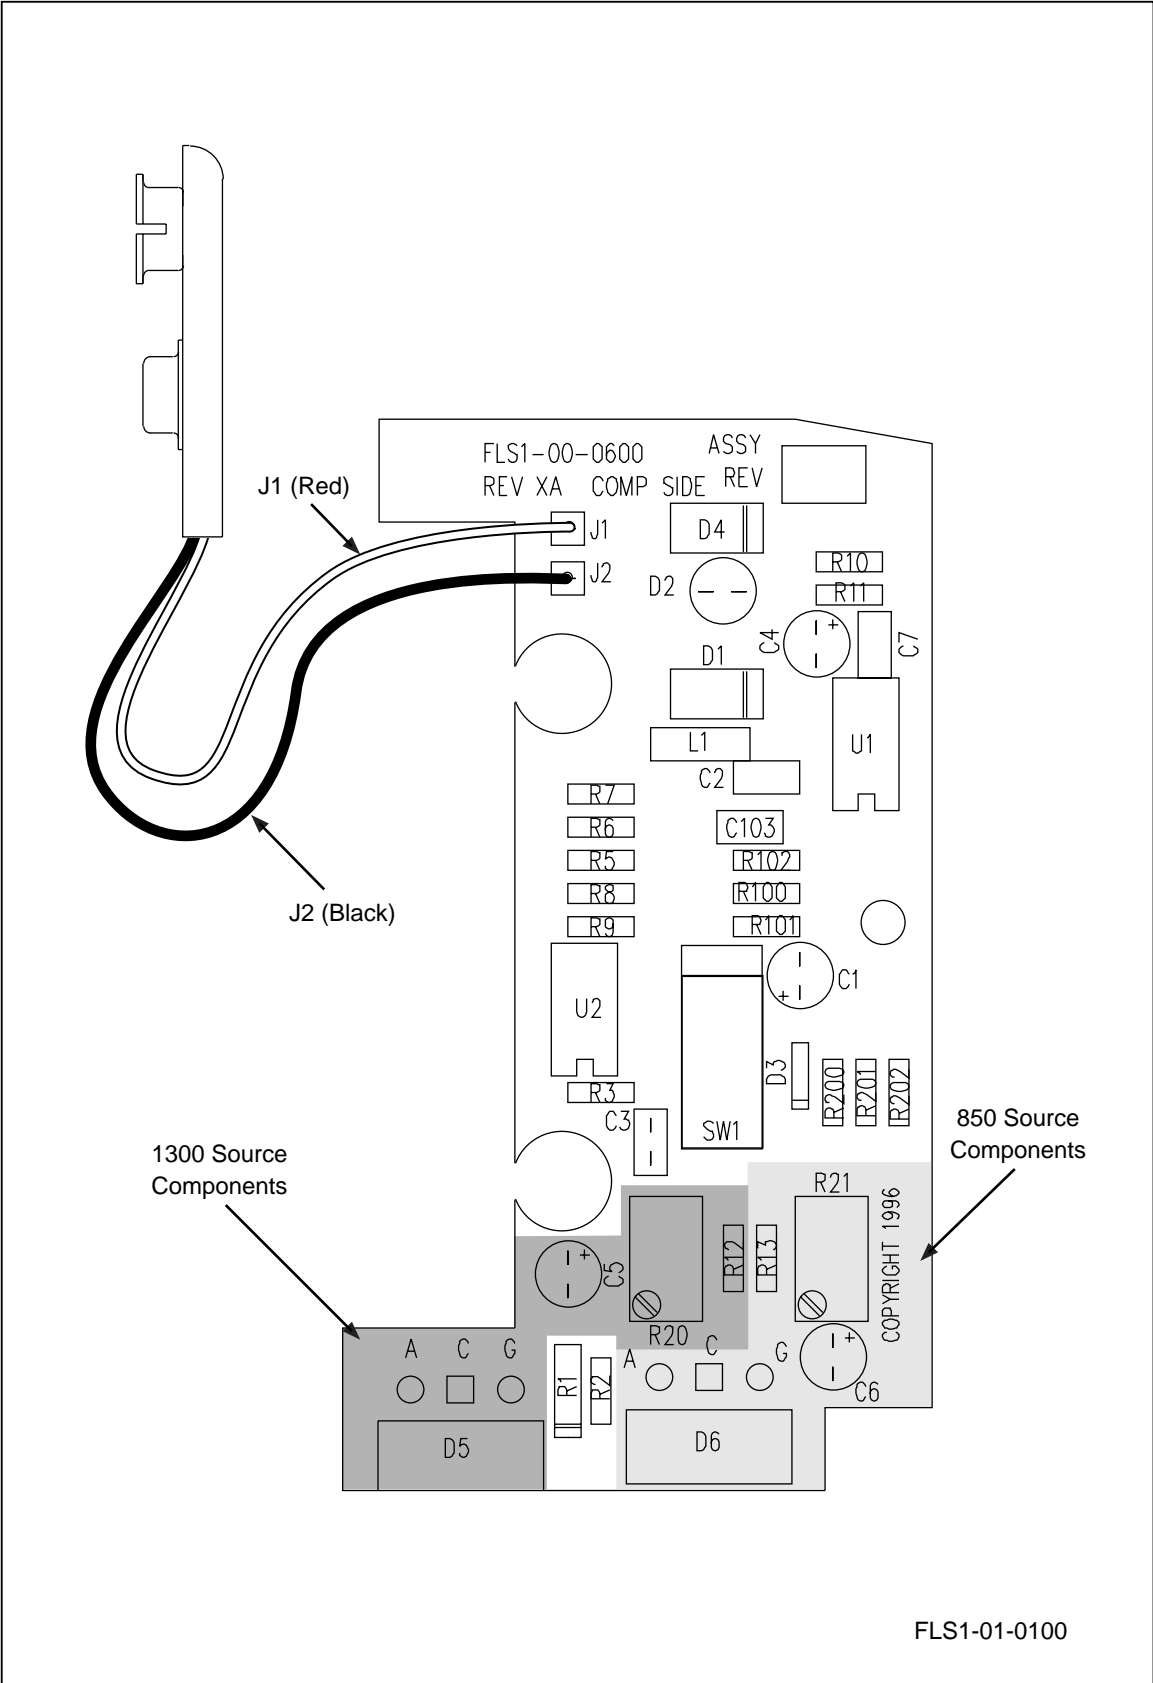 FLS1-00-0600
ASSY
REV XA COMP SIDE
REV
J1 (Red)
J1
D4
J2
D2
R10
R11
C4
+
C7
D1
L1
U1
C2
R7
R6
C103
R5
R102
R8
R100
J2 (Black)
R9
R101
C1
+
U2
D3
R3
R200
R201
R202
C3
SW1
1300 Source
Components
850 Source
Components
R21
COPYRIGHT 1996
C5
+
R12
R13
R20
A
C
G
A
C
G
+
C6
R1
R2
D5
D6
FLS1-01-0100